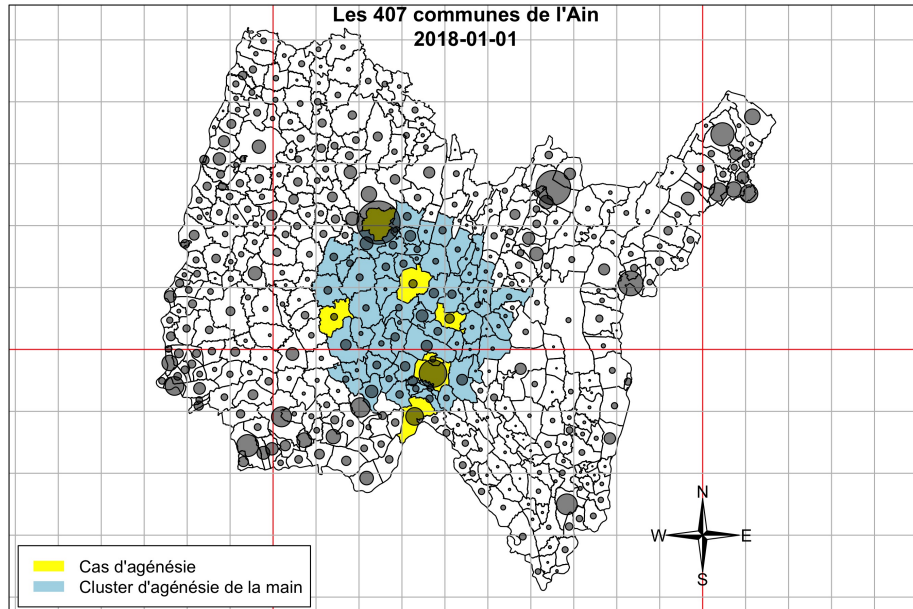 Les 407 communes de l'Ain
2018-01-01
N
W
E
S
Cas d'agénésie
Cluster d'agénésie de la main